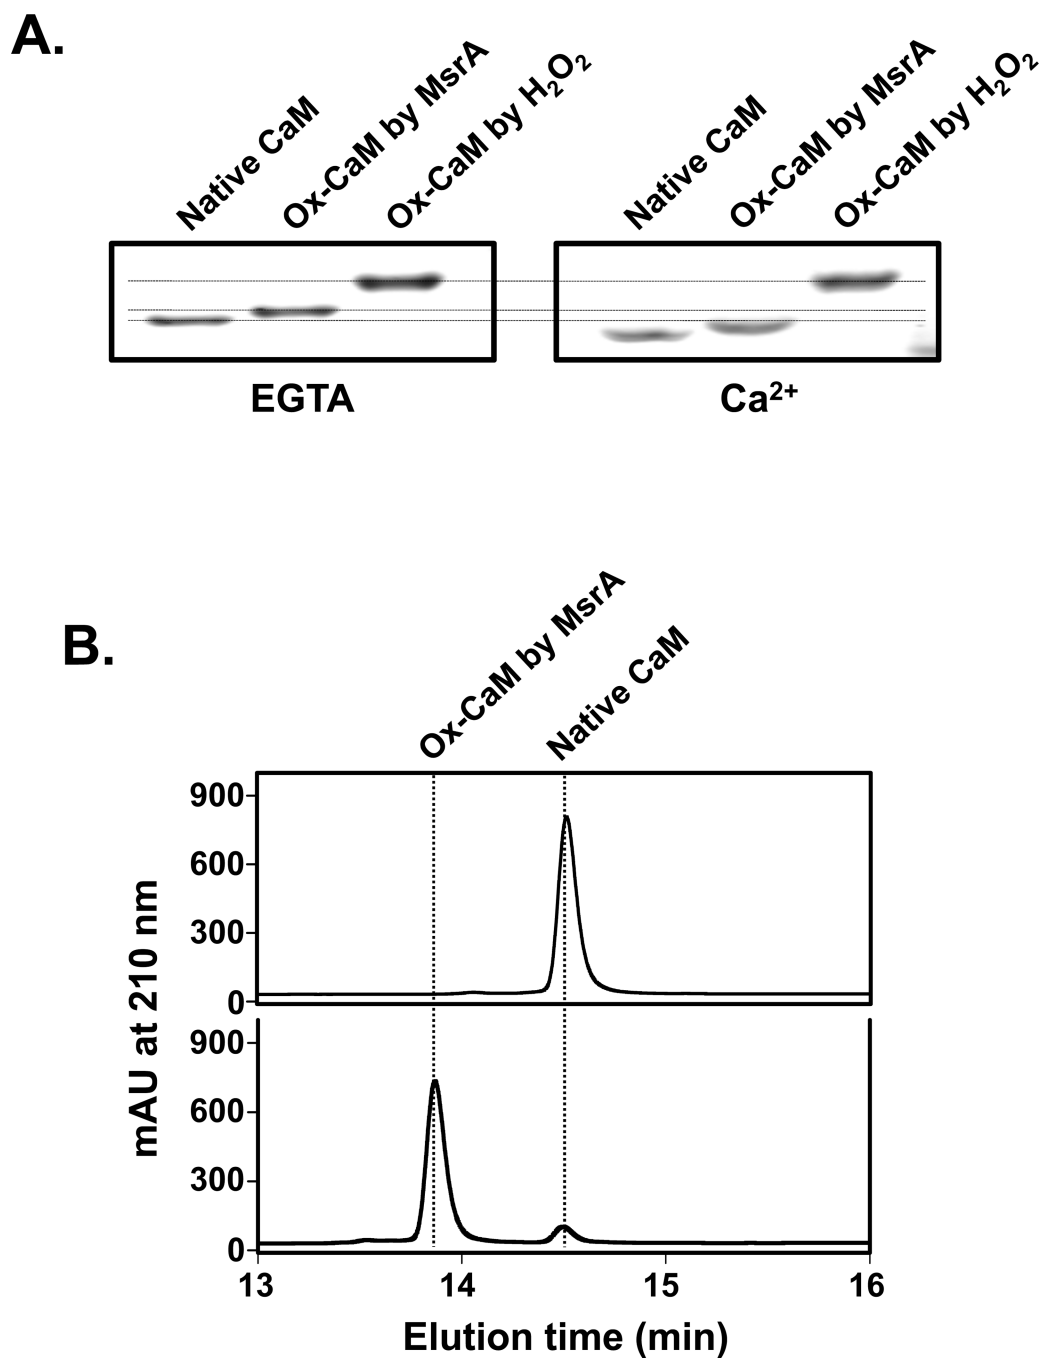 A.
Native CaM
Ox-CaM by MsrA
Ox-CaM by H₂O₂
Native CaM
Ox-CaM by MsrA
Ox-CaM by H₂O₂
EGTA
Ca²⁺
B.
Ox-CaM by MsrA
Native CaM
900
600
300
0
900
600
300
0
mAU at 210 nm
13
14
15
16
Elution time (min)